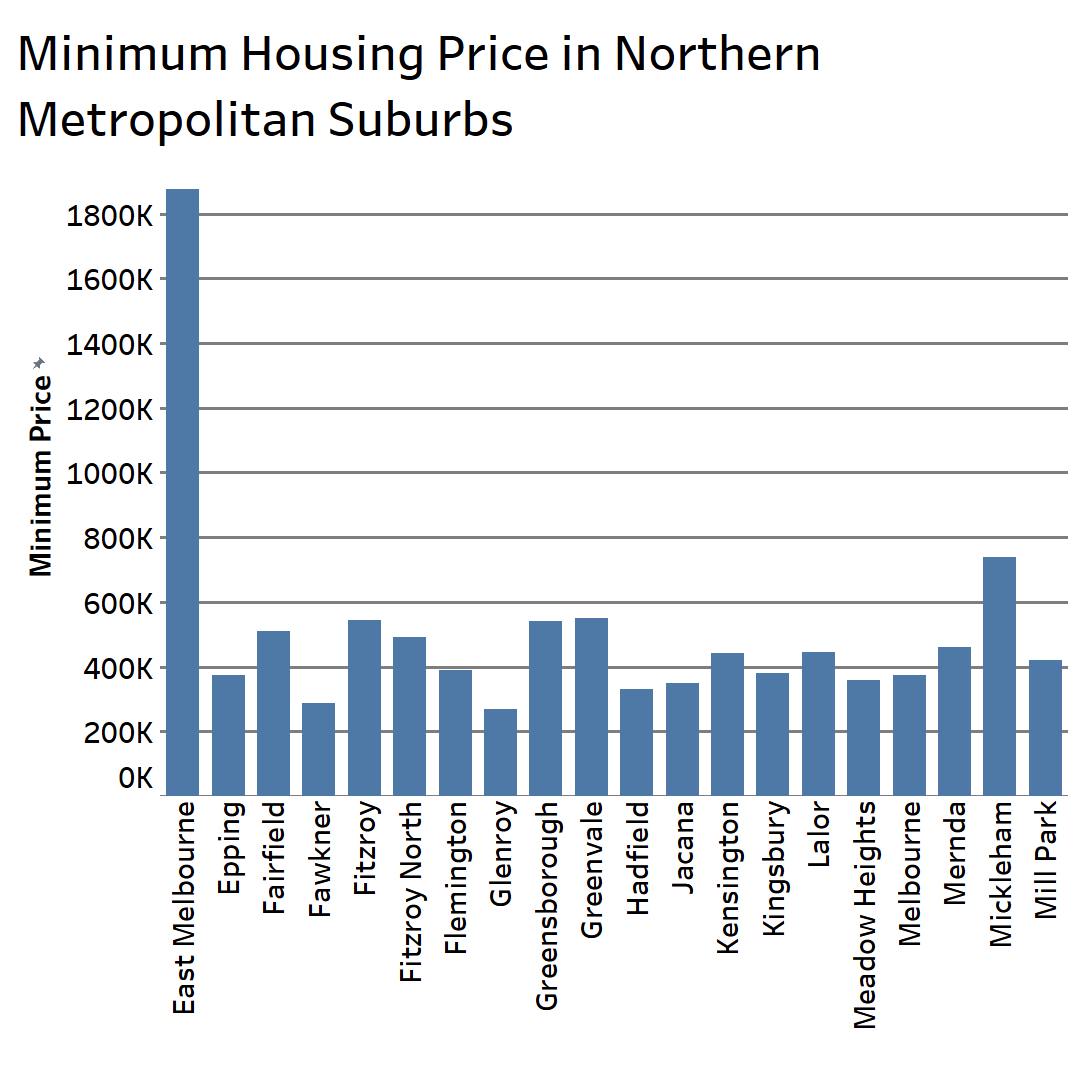 Minimum Housing Price in Northern
Metropolitan Suburbs
Minimum Price
1800K
1600K
1400K
1200K
1000K
800K
600K
400K
200K
0K
East Melbourne
Epping
Fairfield
Fawkner
Fitzroy
Fitzroy North
Flemington
Glenroy
Greensborough
Greenvale
Hadfield
Jacana
Kensington
Kingsbury
Lalor
Meadow Heights
Melbourne
Mernda
Mickleham
Mill Park